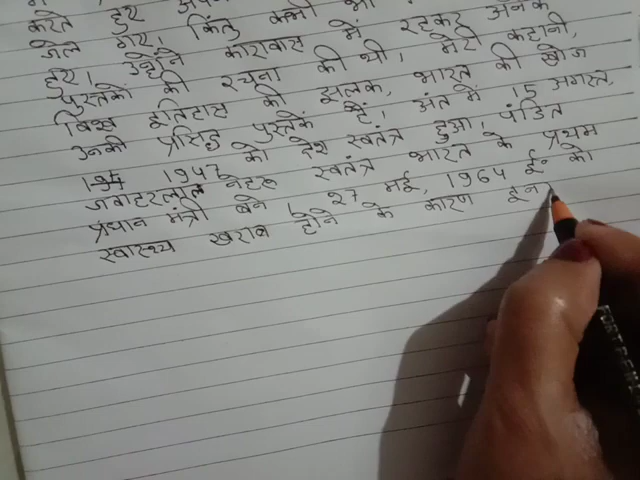 करते हुए
जेल गए। किंतु कभी भी
हुए। उन्होंने कारावास में रहकर अनेक
पुस्तकों की रचना की थी। मेरी कहानी,
विश्व इतिहास की झलक, भारत की खोज
उनकी प्रसिद्ध पुस्तकें हैं। अंत में 15 अगस्त,
194 1947 को देश स्वतंत्र हुआ। पंडित
जवाहरलाल नेहरू स्वतंत्र भारत के प्रथम
प्रधान मंत्री बने। 27 मई, 1964 ई० को
स्वास्थ्य खराब होने के कारण इन